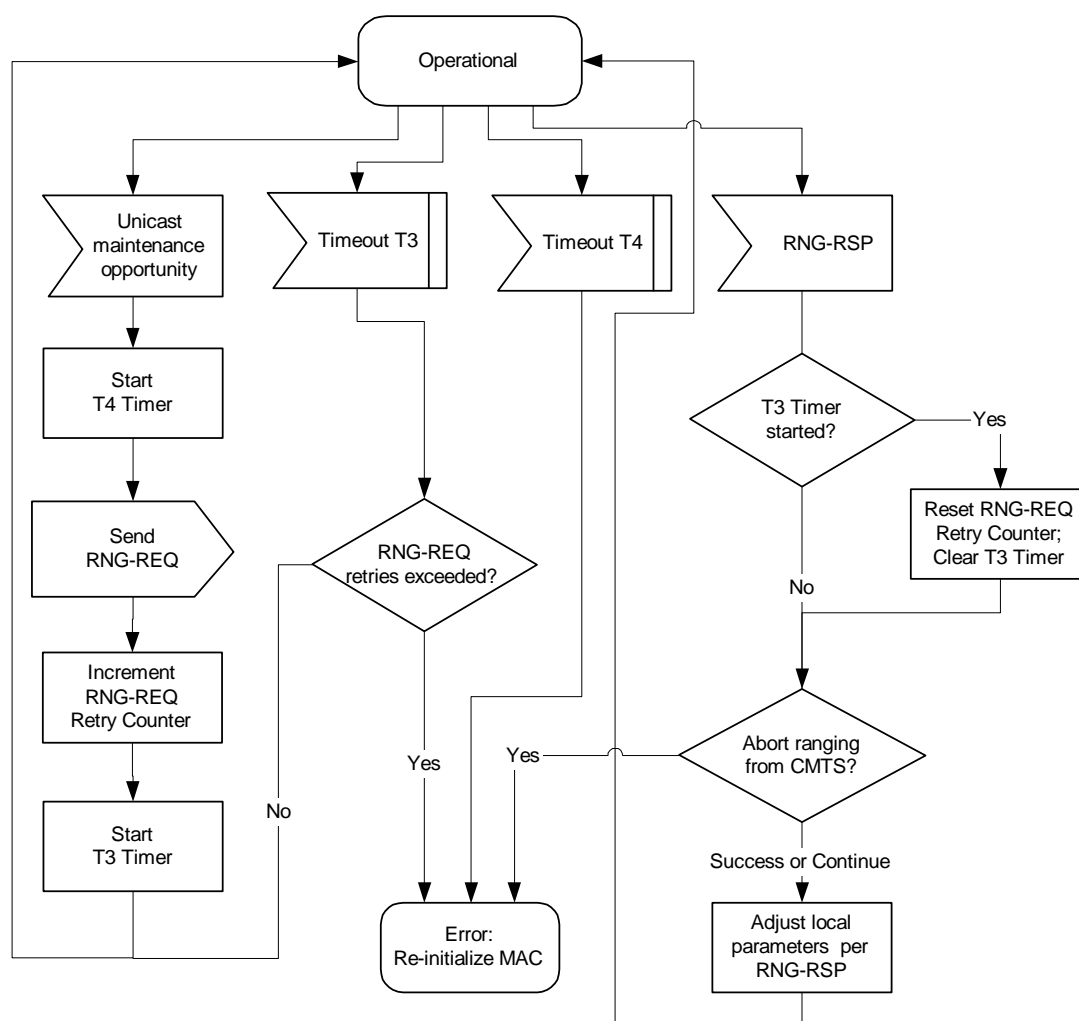 Operational
Unicast
maintenance
opportunity
Timeout T3
Timeout T4
RNG-RSP
Start
T4 Timer
T3 Timer
started?
Yes
Send
RNG-REQ
RNG-REQ
retries exceeded?
Reset RNG-REQ
Retry Counter;
Clear T3 Timer
No
Increment
RNG-REQ
Retry Counter
Yes
Yes
Abort ranging
from CMTS?
No
Start
T3 Timer
Success or Continue
Error:
Re-initialize MAC
Adjust local
parameters per
RNG-RSP